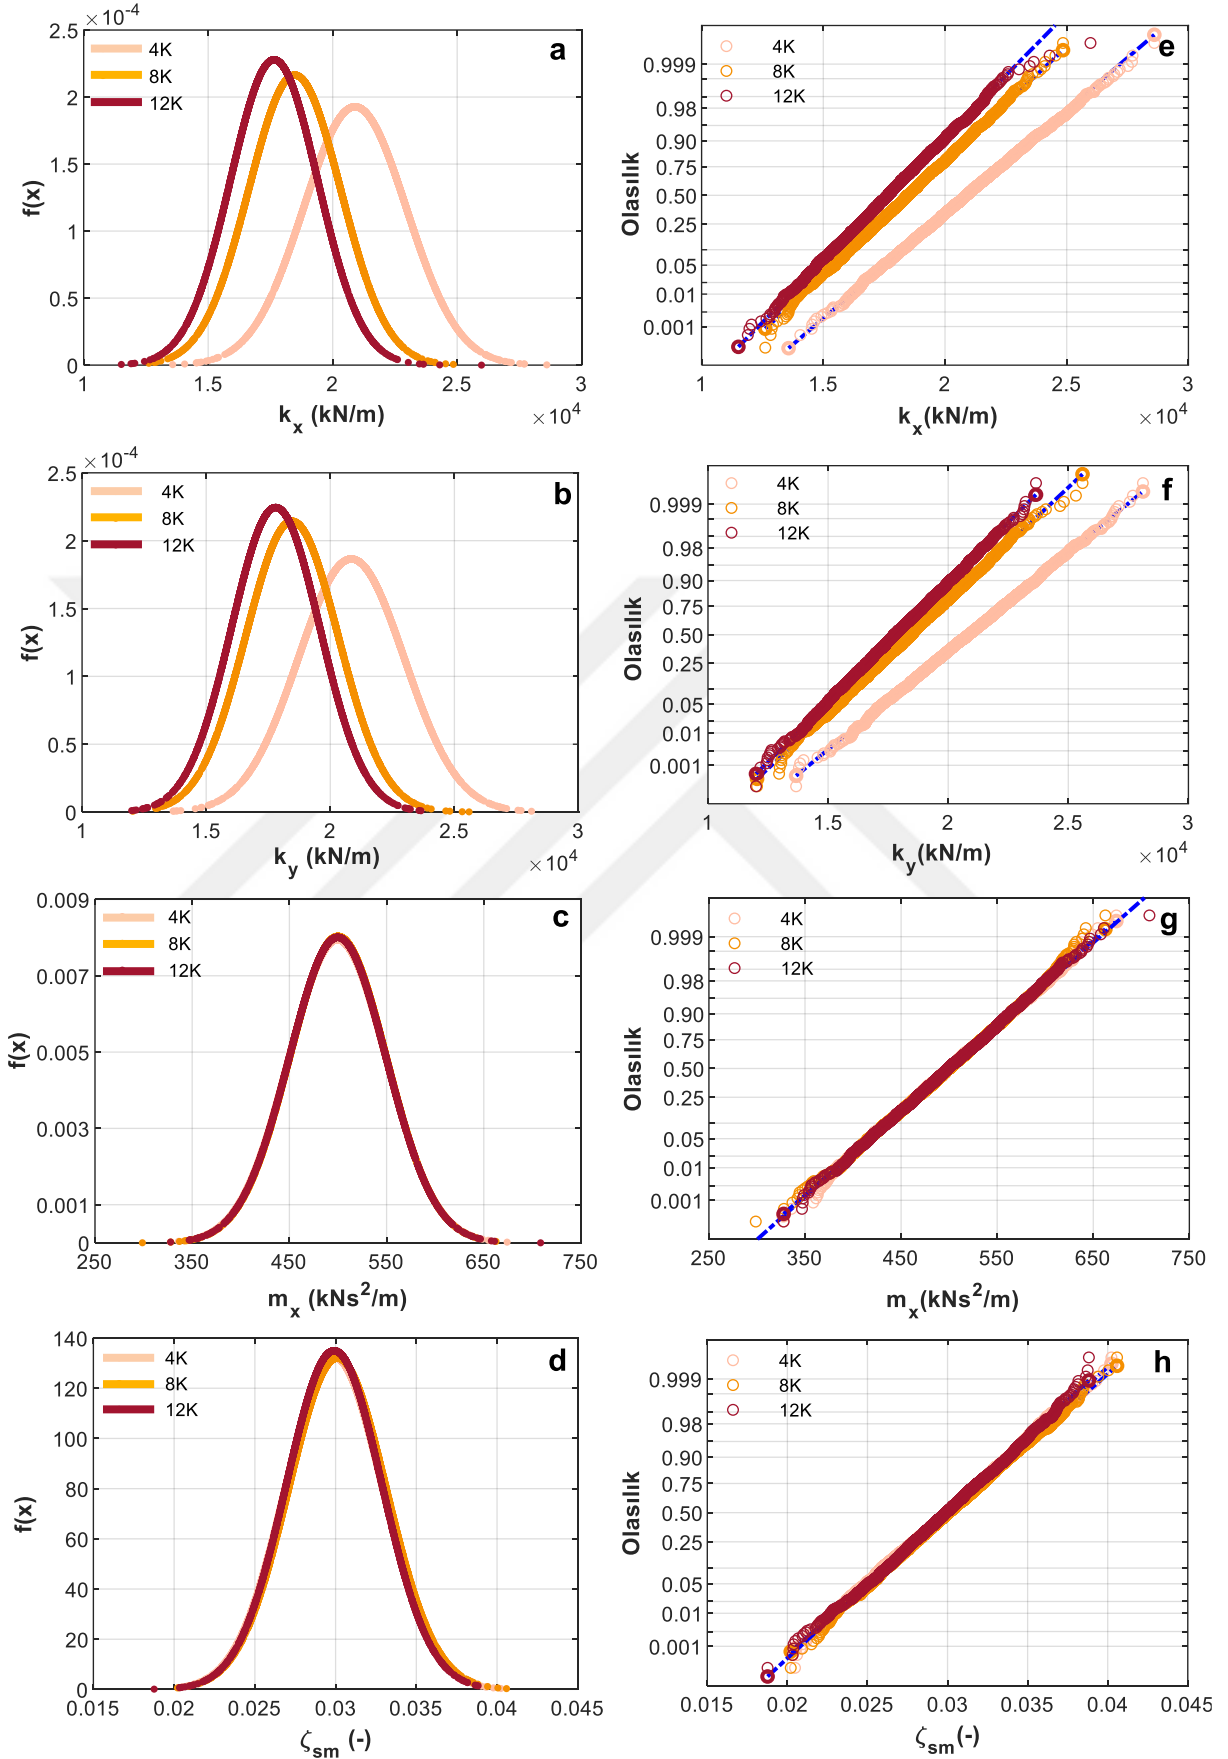 ×10⁻⁴
2.5
2
1.5
1
0.5
0
f(x)
4K
8K
12K
a
1
1.5
2
2.5
3
kₓ (kN/m)
×10⁴
0.999
0.98
0.90
0.75
0.50
0.25
0.05
0.01
0.001
Olasılık
4K
8K
12K
e
1
1.5
2
2.5
3
kₓ(kN/m)
×10⁴
×10⁻⁴
2.5
2
1.5
1
0.5
0
f(x)
4K
8K
12K
b
1
1.5
2
2.5
3
k_y (kN/m)
×10⁴
0.999
0.98
0.90
0.75
0.50
0.25
0.05
0.01
0.001
Olasılık
4K
8K
12K
f
1
1.5
2
2.5
3
k_y(kN/m)
×10⁴
0.009
0.007
0.005
0.003
0.001
0
f(x)
4K
8K
12K
c
250
350
450
550
650
750
mₓ (kNs²/m)
0.999
0.98
0.90
0.75
0.50
0.25
0.05
0.01
0.001
Olasılık
4K
8K
12K
g
250
350
450
550
650
750
mₓ(kNs²/m)
140
120
100
80
60
40
20
0
f(x)
4K
8K
12K
d
0.015
0.02
0.025
0.03
0.035
0.04
0.045
ζ_sm (-)
0.999
0.98
0.90
0.75
0.50
0.25
0.05
0.01
0.001
Olasılık
4K
8K
12K
h
0.015
0.02
0.025
0.03
0.035
0.04
0.045
ζ_sm(-)